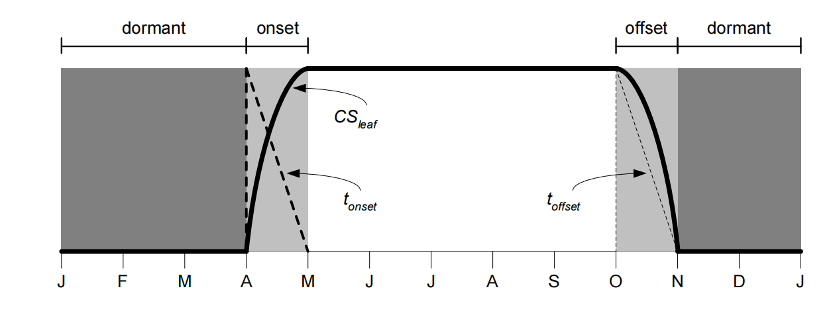 dormant onset offset dormant
CSleaf
tonset toffset
J F M A M J J A S O N D J